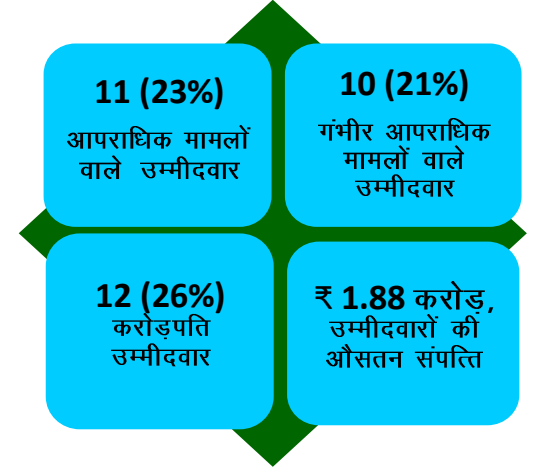 11 (23%)
आपराधिक मामलों
वाले उम्मीदवार
10 (21%)
गंभीर आपराधिक
मामलों वाले
उम्मीदवार
12 (26%)
करोड़पति
उम्मीदवार
₹ 1.88 करोड़,
उम्मीदवारों की
औसतन संपत्ति